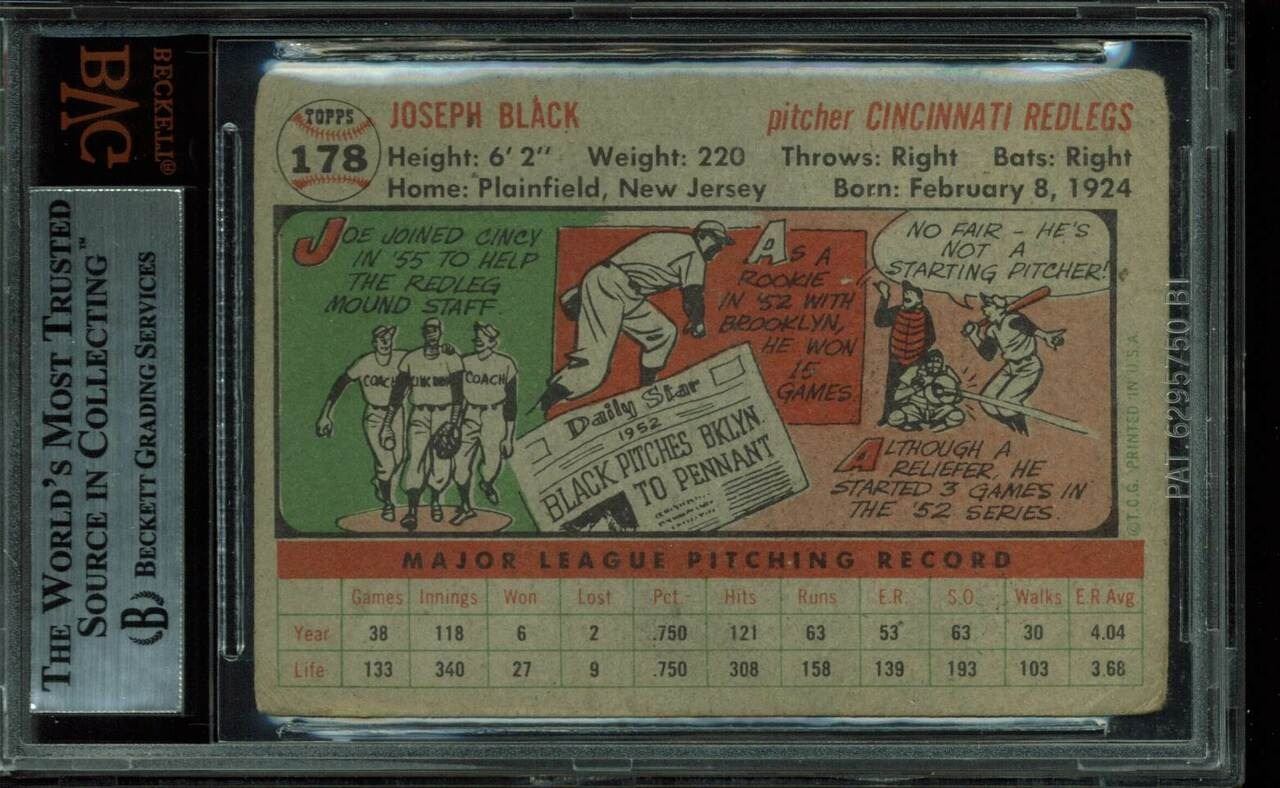 BVG
BECKETT®
THE WORLD'S MOST TRUSTED
SOURCE IN COLLECTING™
B BECKETT GRADING SERVICES
TOPPS
178
JOSEPH BLACK
pitcher CINCINNATI REDLEGS
Height: 6' 2" Weight: 220 Throws: Right Bats: Right
Home: Plainfield, New Jersey Born: February 8, 1924
JOE JOINED CINCY
IN '55 TO HELP
THE REDLEG
MOUND STAFF
COACH
COACH
AS A
ROOKIE
IN '52 WITH
BROOKLYN,
HE WON
15
GAMES.
Daily Star
1952
BLACK PITCHES BKLYN.
TO PENNANT
NO FAIR - HE'S
NOT A
STARTING PITCHER!
ALTHOUGH A
RELIEFER, HE
STARTED 3 GAMES IN
THE '52 SERIES.
©T.C.G. PRINTED IN U.S.A.
PAT. 6295750 B1
MAJOR LEAGUE PITCHING RECORD
Games Innings Won Lost Pct. Hits Runs E.R. S.O. Walks E.R. Avg
Year 38 118 6 2 .750 121 63 53 63 30 4.04
Life 133 340 27 9 .750 308 158 139 193 103 3.68